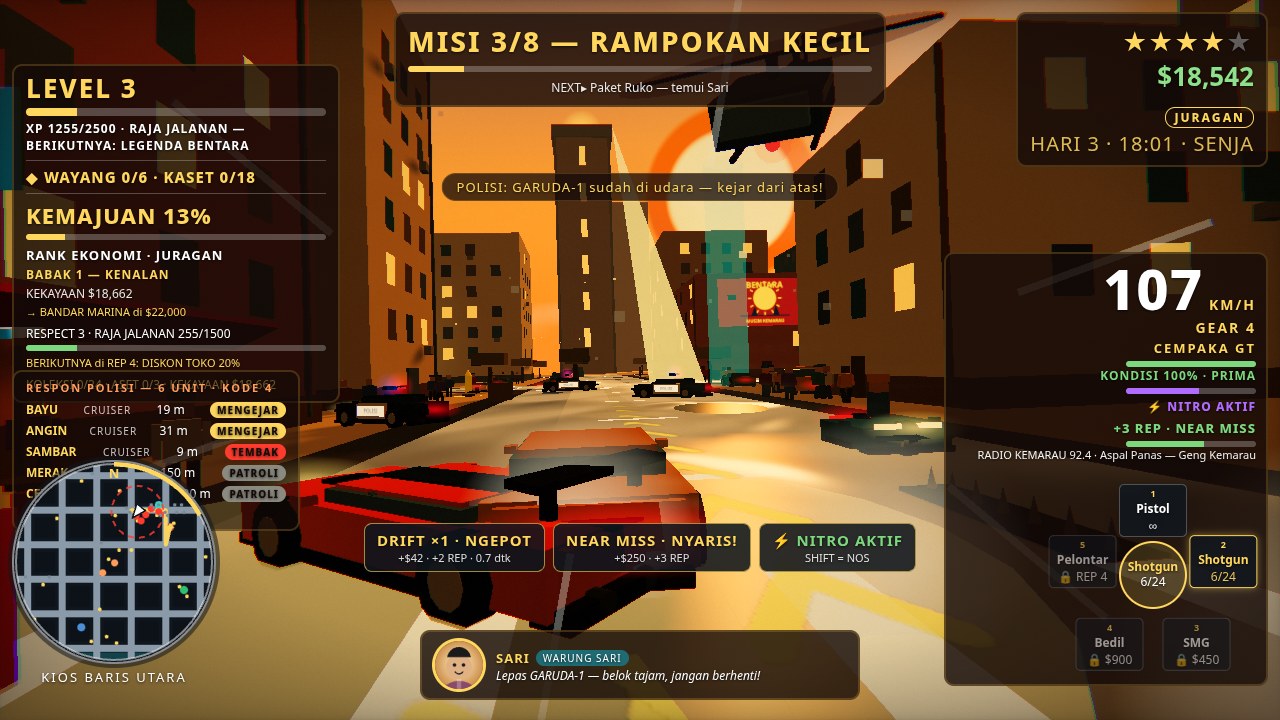 MISI 3/8 — RAMPOKAN KECIL
NEXT▸ Paket Ruko — temui Sari
POLISI: GARUDA-1 sudah di udara — kejar dari atas!
LEVEL 3
XP 1255/2500 · RAJA JALANAN —
BERIKUTNYA: LEGENDA BENTARA
◆ WAYANG 0/6 · KASET 0/18
KEMAJUAN 13%
RANK EKONOMI · JURAGAN
BABAK 1 — KENALAN
KEKAYAAN $18,662
→ BANDAR MARINA di $22,000
RESPECT 3 · RAJA JALANAN 255/1500
BERIKUTNYA di REP 4: DISKON TOKO 20%
RESPON POLISI — 6 UNIT · KODE 4
BAYU CRUISER 19 m MENGEJAR
ANGIN CRUISER 31 m MENGEJAR
SAMBAR CRUISER 9 m TEMBAK
150 m PATROLI
PATROLI
N
KIOS BARIS UTARA
★★★★★
$18,542
JURAGAN
HARI 3 · 18:01 · SENJA
BENTARA
107 KM/H
GEAR 4
CEMPAKA GT
KONDISI 100% · PRIMA
⚡ NITRO AKTIF
+3 REP · NEAR MISS
RADIO KEMARAU 92.4 · Aspal Panas — Geng Kemarau
1
Pistol
∞
5
Pelontar
🔒 REP 4
Shotgun
6/24
2
Shotgun
6/24
4
Bedil
🔒 $900
3
SMG
🔒 $450
DRIFT ×1 · NGEPOT
+$42 · +2 REP · 0.7 dtk
NEAR MISS · NYARIS!
+$250 · +3 REP
⚡ NITRO AKTIF
SHIFT = NOS
SARI WARUNG SARI
Lepas GARUDA-1 — belok tajam, jangan berhenti!